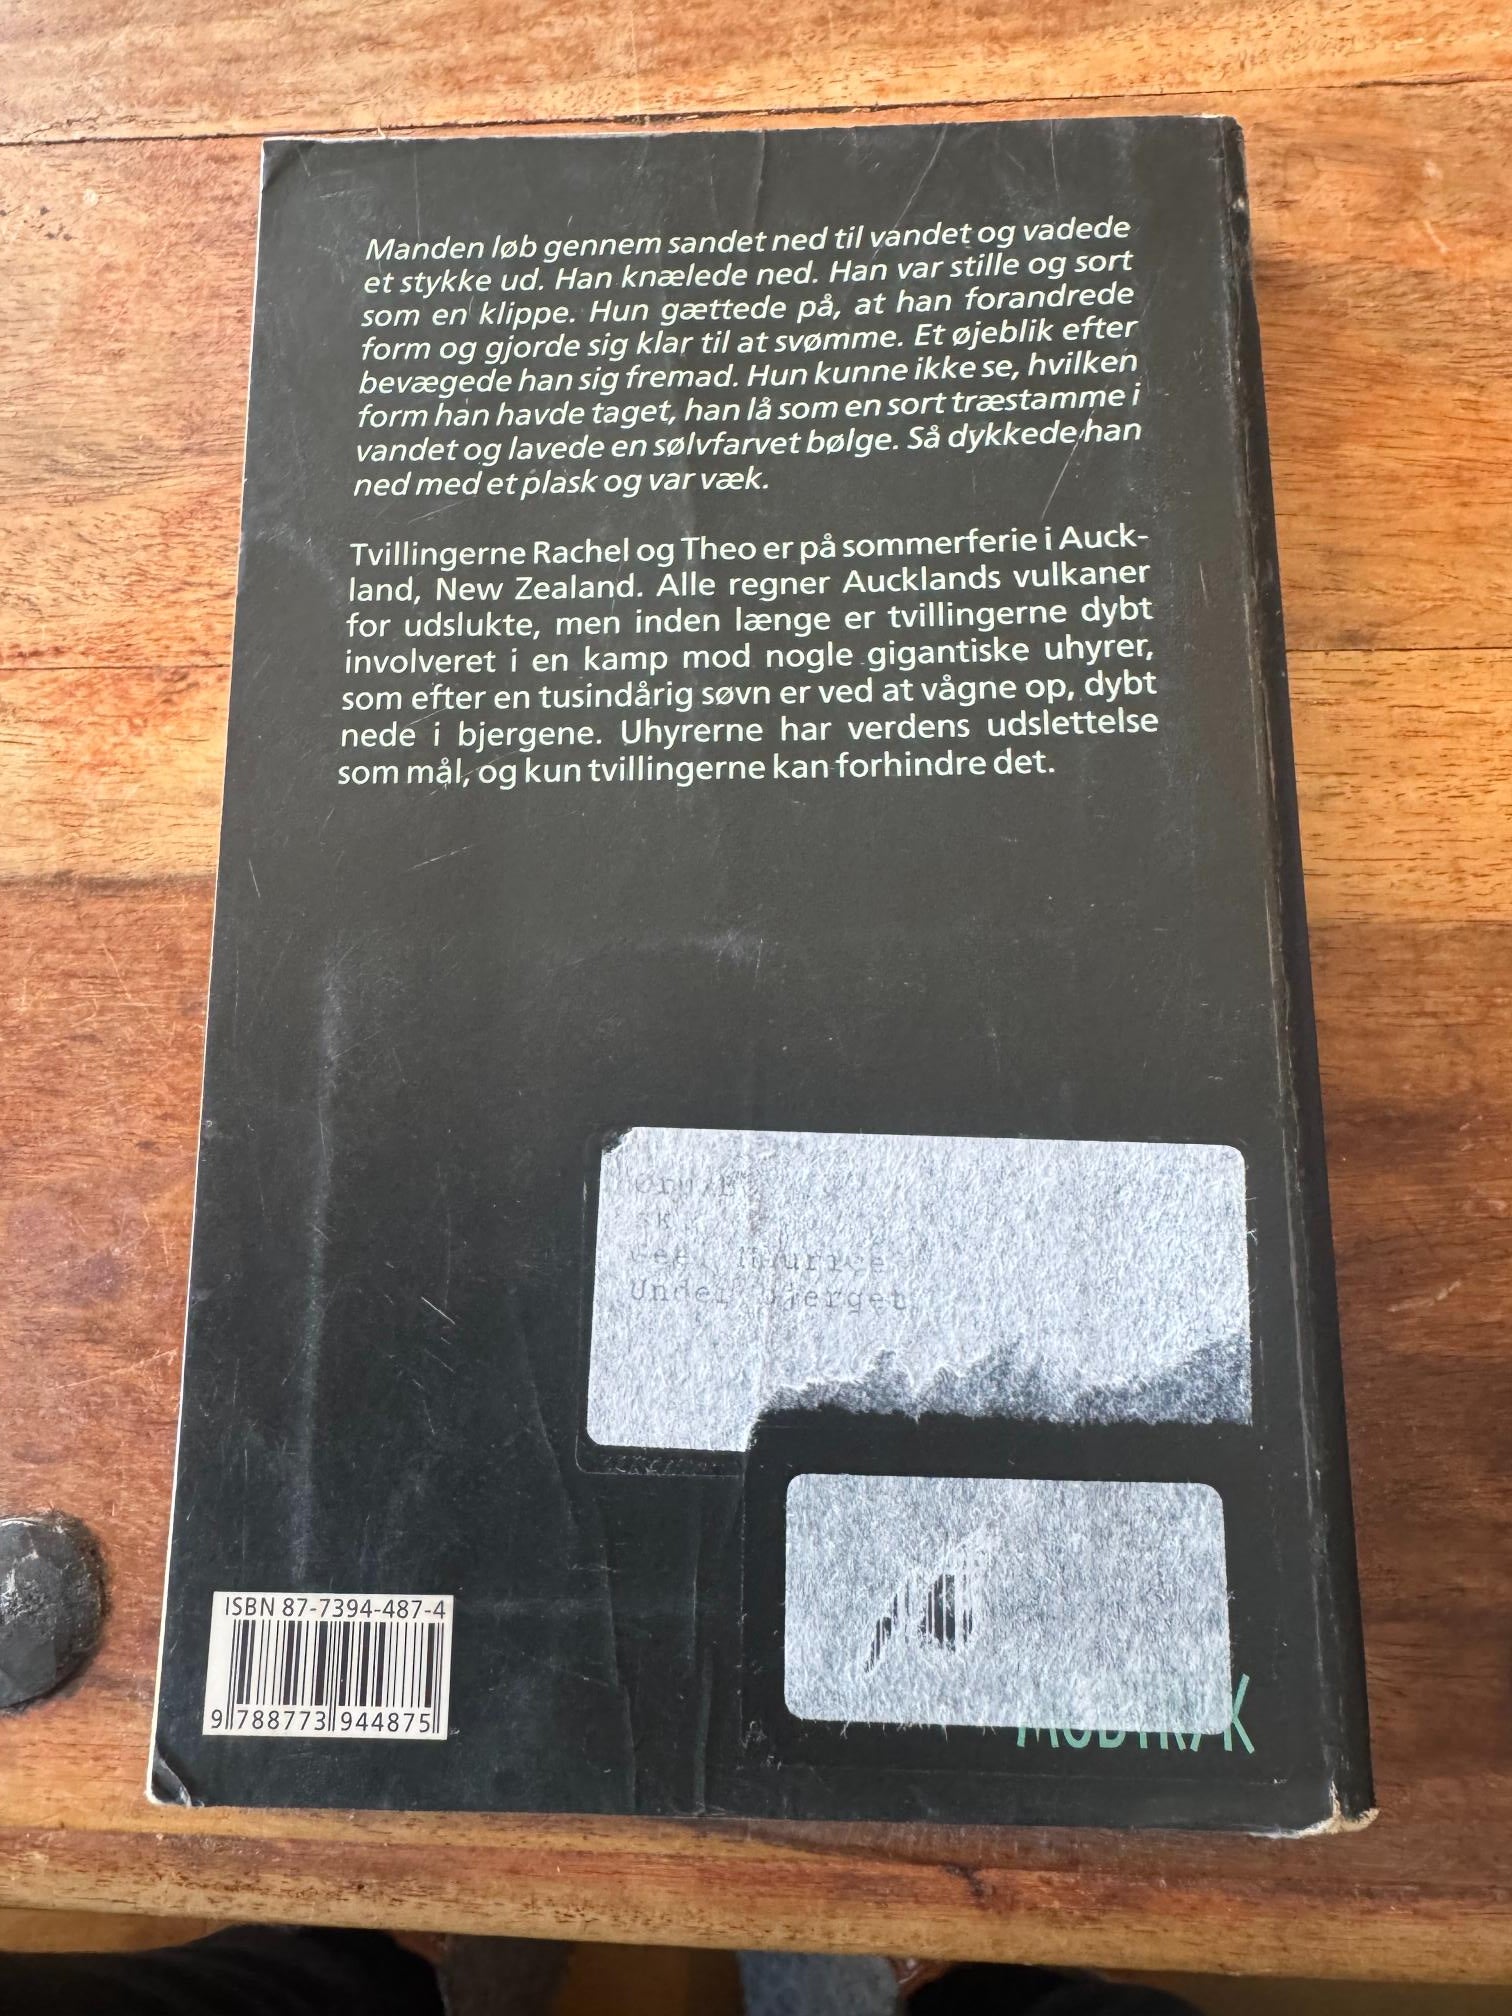 Manden løb gennem sandet ned til vandet og vadede
et stykke ud. Han knælede ned. Han var stille og sort
som en klippe. Hun gættede på, at han forandrede
form og gjorde sig klar til at svømme. Et øjeblik efter
bevægede han sig fremad. Hun kunne ikke se, hvilken
form han havde taget, han lå som en sort træstamme i
vandet og lavede en sølvfarvet bølge. Så dykkede han
ned med et plask og var væk.
Tvillingerne Rachel og Theo er på sommerferie i Auck-
land, New Zealand. Alle regner Aucklands vulkaner
for udslukte, men inden længe er tvillingerne dybt
involveret i en kamp mod nogle gigantiske uhyrer,
som efter en tusindårig søvn er ved at vågne op, dybt
nede i bjergene. Uhyrerne har verdens udslettelse
som mål, og kun tvillingerne kan forhindre det.
Maurice
Under bjerget
ISBN 87-7394-487-4
9 788773 944875
MODTRYK